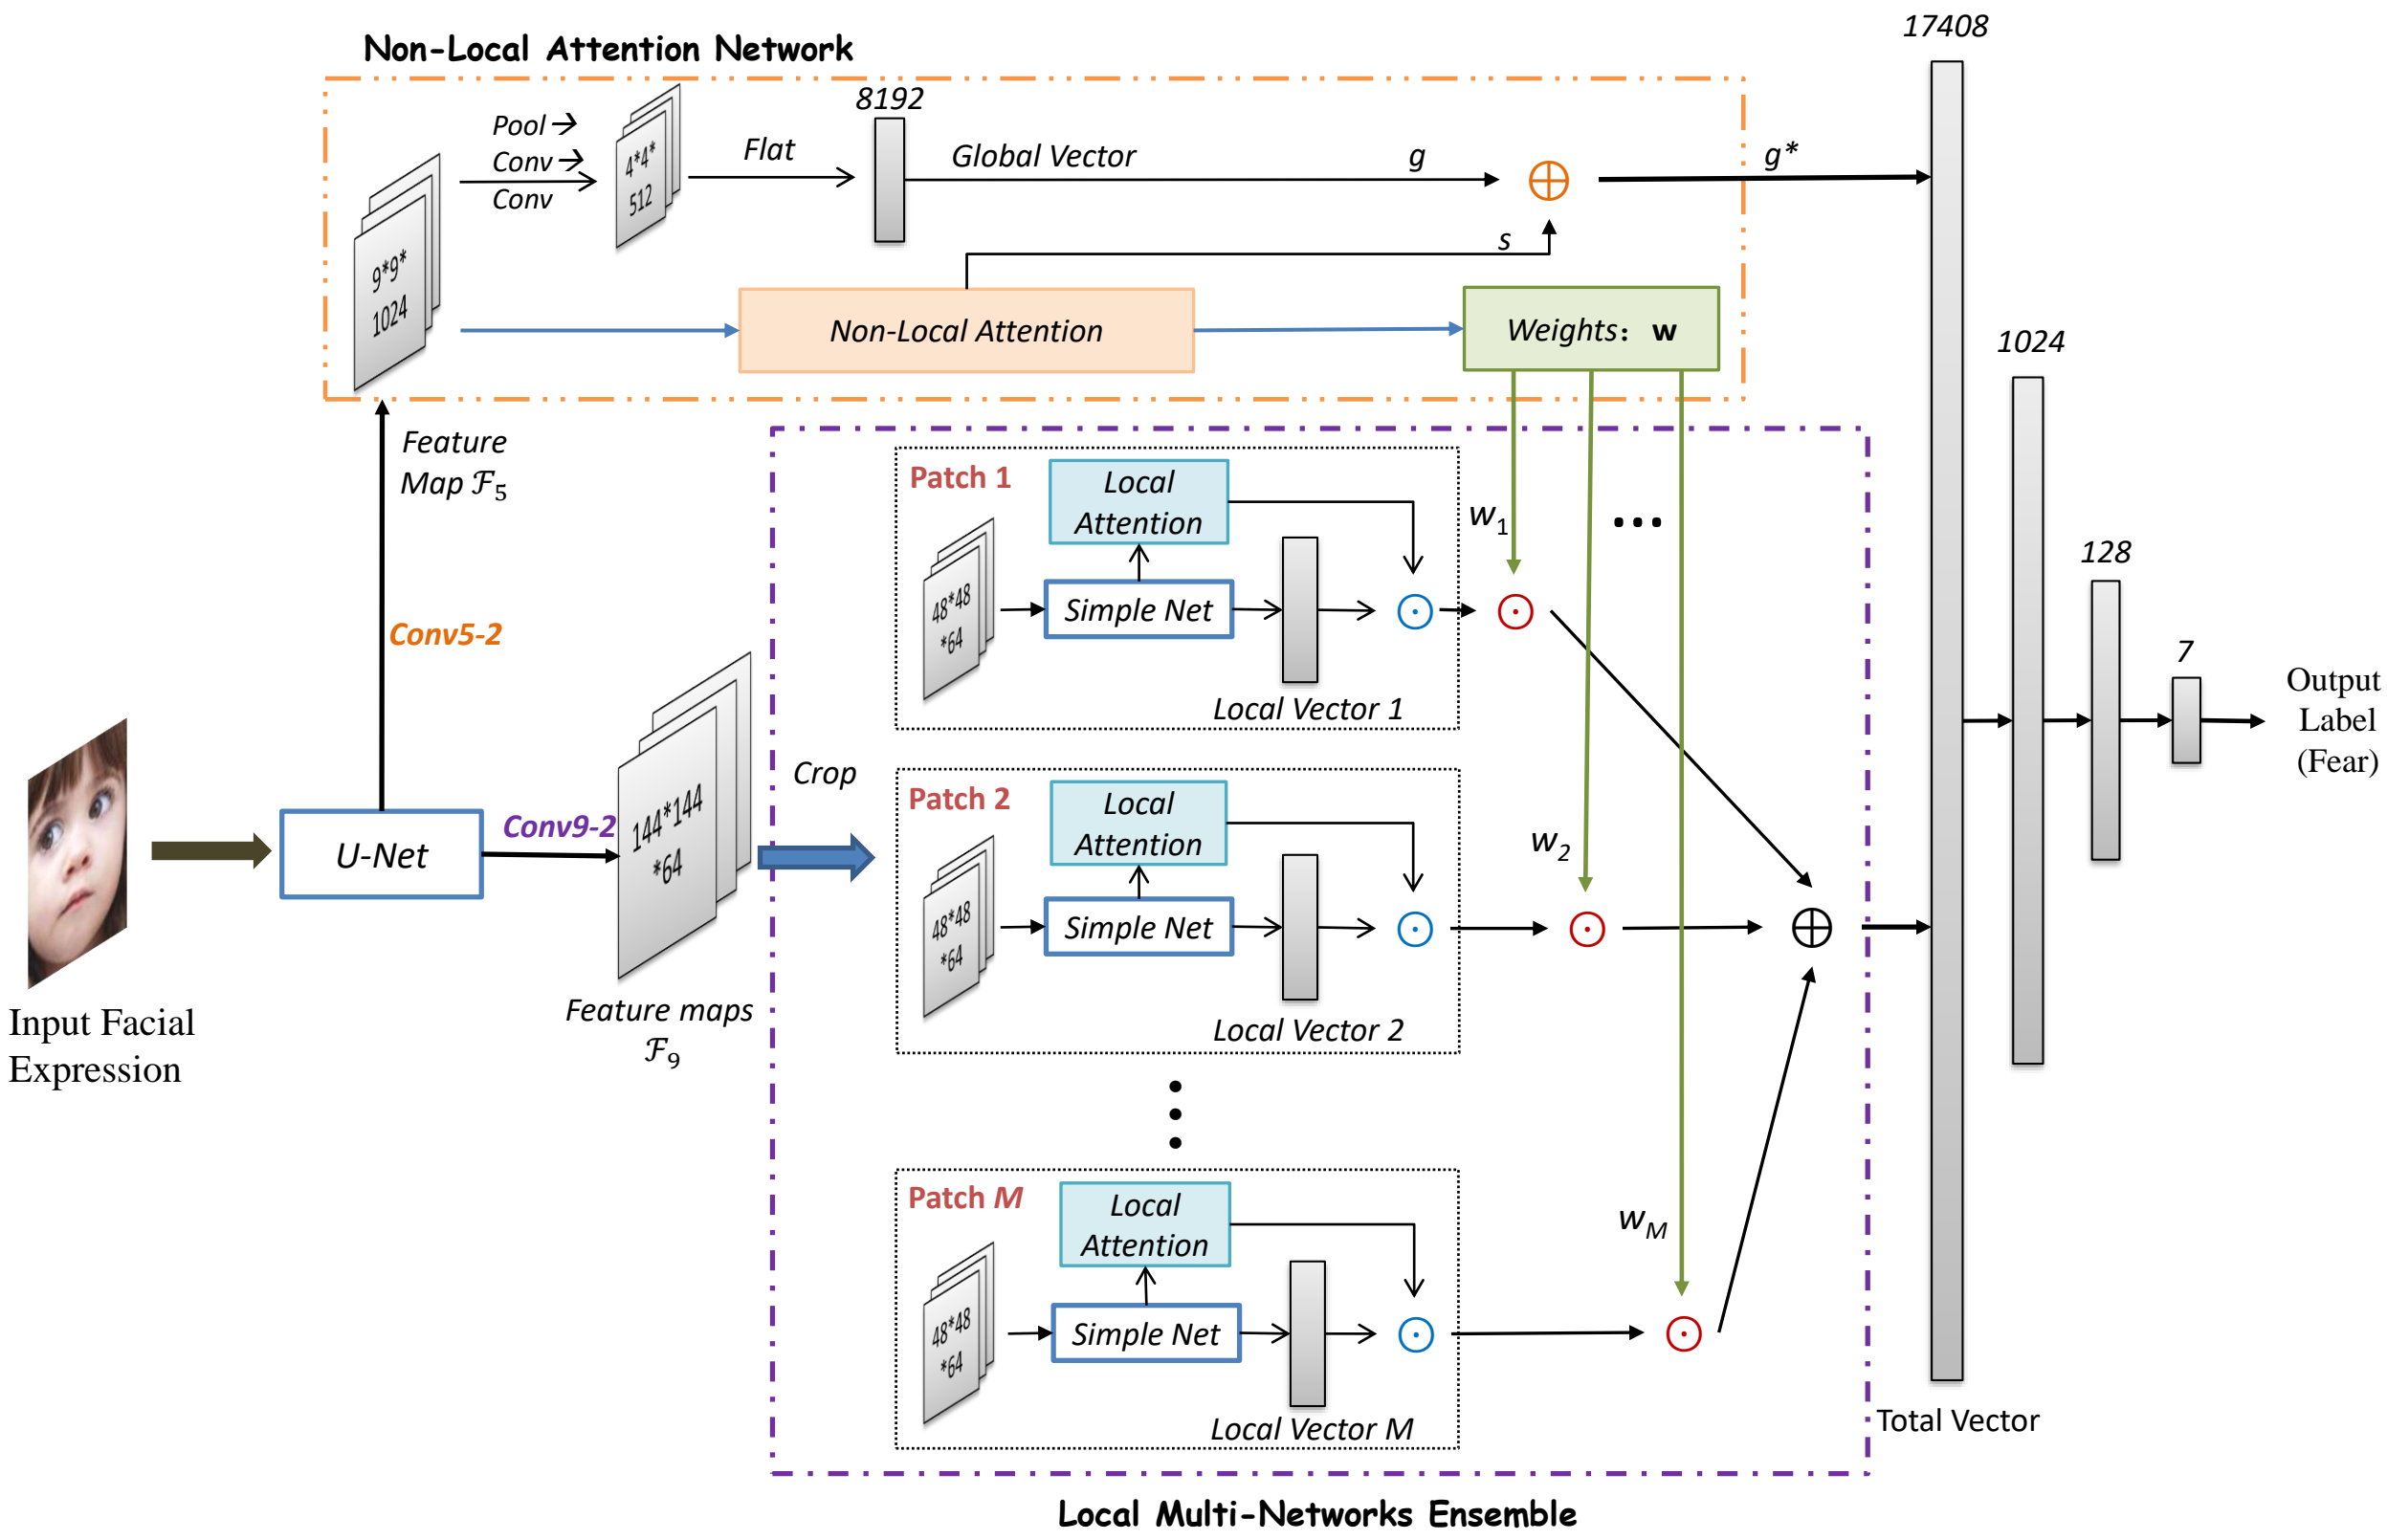 Non-Local Attention Network
17408
Pool→
Conv→
Conv
4*4*
512
Flat
8192
Global Vector
g
g*
s
9*9*
1024
Non-Local Attention
Weights: w
1024
Feature
Map ℱ5
Conv5-2
Patch 1
Local
Attention
48*48
*64
Simple Net
Local Vector 1
w1
...
128
7
Output
Label
(Fear)
U-Net
Conv9-2
144*144
*64
Feature maps
ℱ9
Crop
Input Facial
Expression
Patch 2
Local
Attention
48*48
*64
Simple Net
Local Vector 2
w2
Patch M
Local
Attention
48*48
*64
Simple Net
Local Vector M
wM
Total Vector
Local Multi-Networks Ensemble